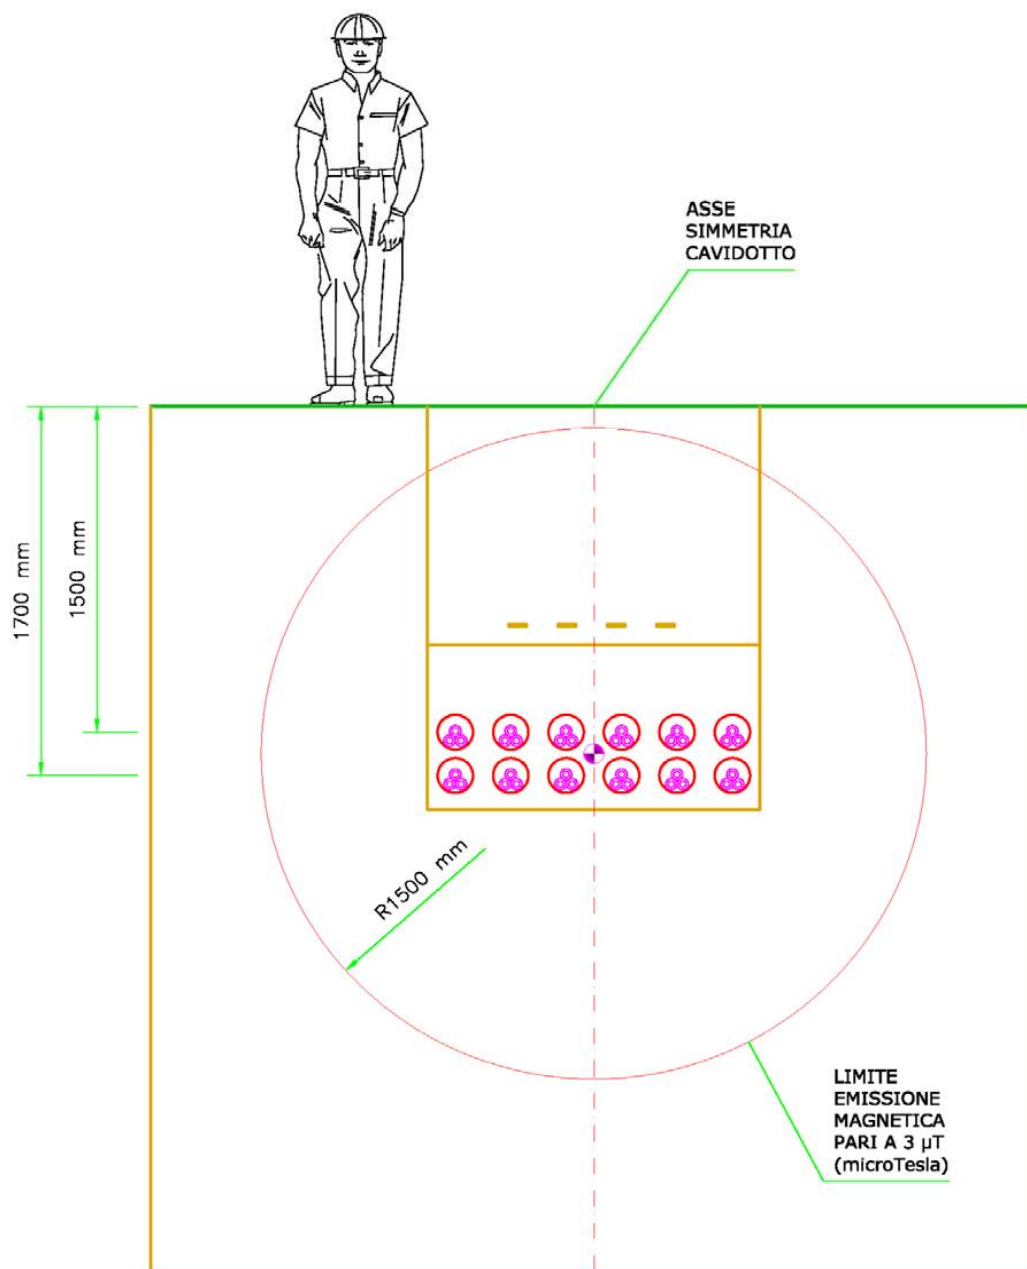 ASSE
SIMMETRIA
CAVIDOTTO
1700 mm
1500 mm
R1500 mm
LIMITE
EMISSIONE
MAGNETICA
PARI A 3 µT
(microTesla)